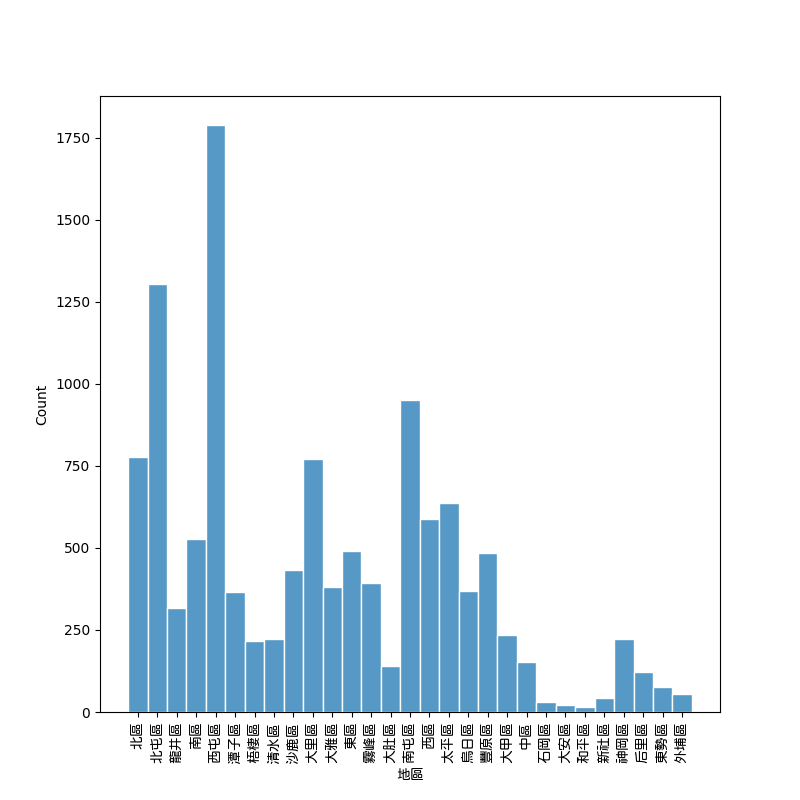 1750
1500
1250
1000
750
500
250
0
Count
北區
北屯區
龍井區
南區
西屯區
潭子區
梧棲區
清水區
沙鹿區
大里區
大雅區
東區
霧峰區
大肚區
南屯區
西區
太平區
烏日區
豐原區
大甲區
中區
石岡區
大安區
和平區
新社區
神岡區
后里區
東勢區
外埔區